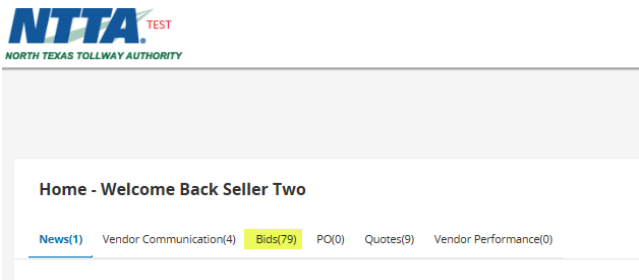 NTTA TEST
NORTH TEXAS TOLLWAY AUTHORITY
Home - Welcome Back Seller Two
News(1) Vendor Communication(4) Bids(79) PO(0) Quotes(9) Vendor Performance(0)